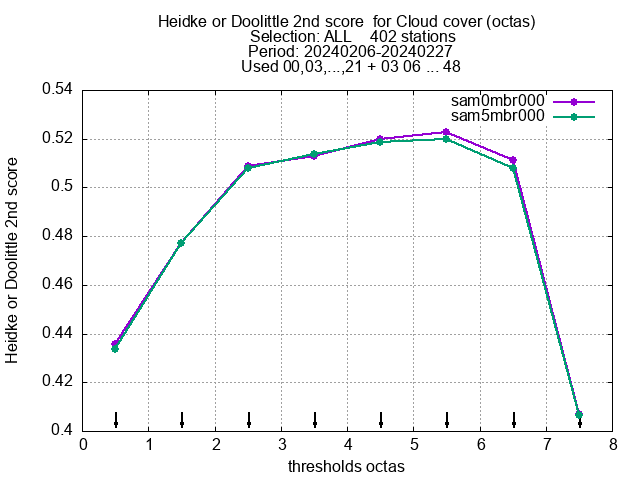 Heidke or Doolittle 2nd score  for Cloud cover (octas)
Selection: ALL    402 stations
Period: 20240206-20240227
Used 00,03,...,21 + 03 06 ... 48
sam0mbr000
sam5mbr000
0.54
0.52
0.5
0.48
0.46
0.44
0.42
0.4
Heidke or Doolittle 2nd score
0 1 2 3 4 5 6 7 8
thresholds octas